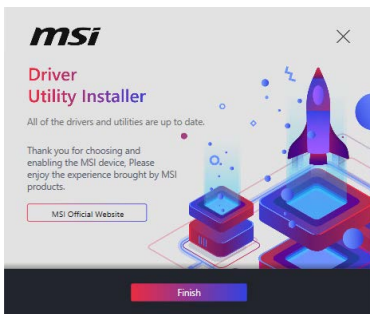 msi
Driver
Utility Installer
All of the drivers and utilities are up to date.
Thank you for choosing and
enabling the MSI device, Please
enjoy the experience brought by MSI
products.
MSI Official Website
Finish